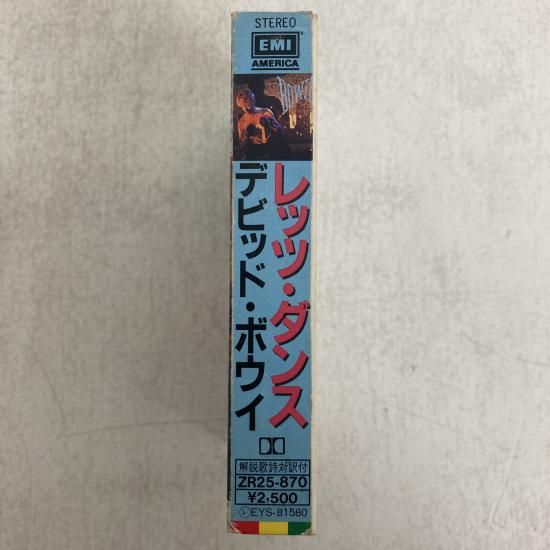 STEREO
EMI
AMERICA
BOWIE
レッツ・ダンス
デビッド・ボウイ
解説歌詩対訳付
ZR25-870
¥2,500
Ⓛ EYS-81580